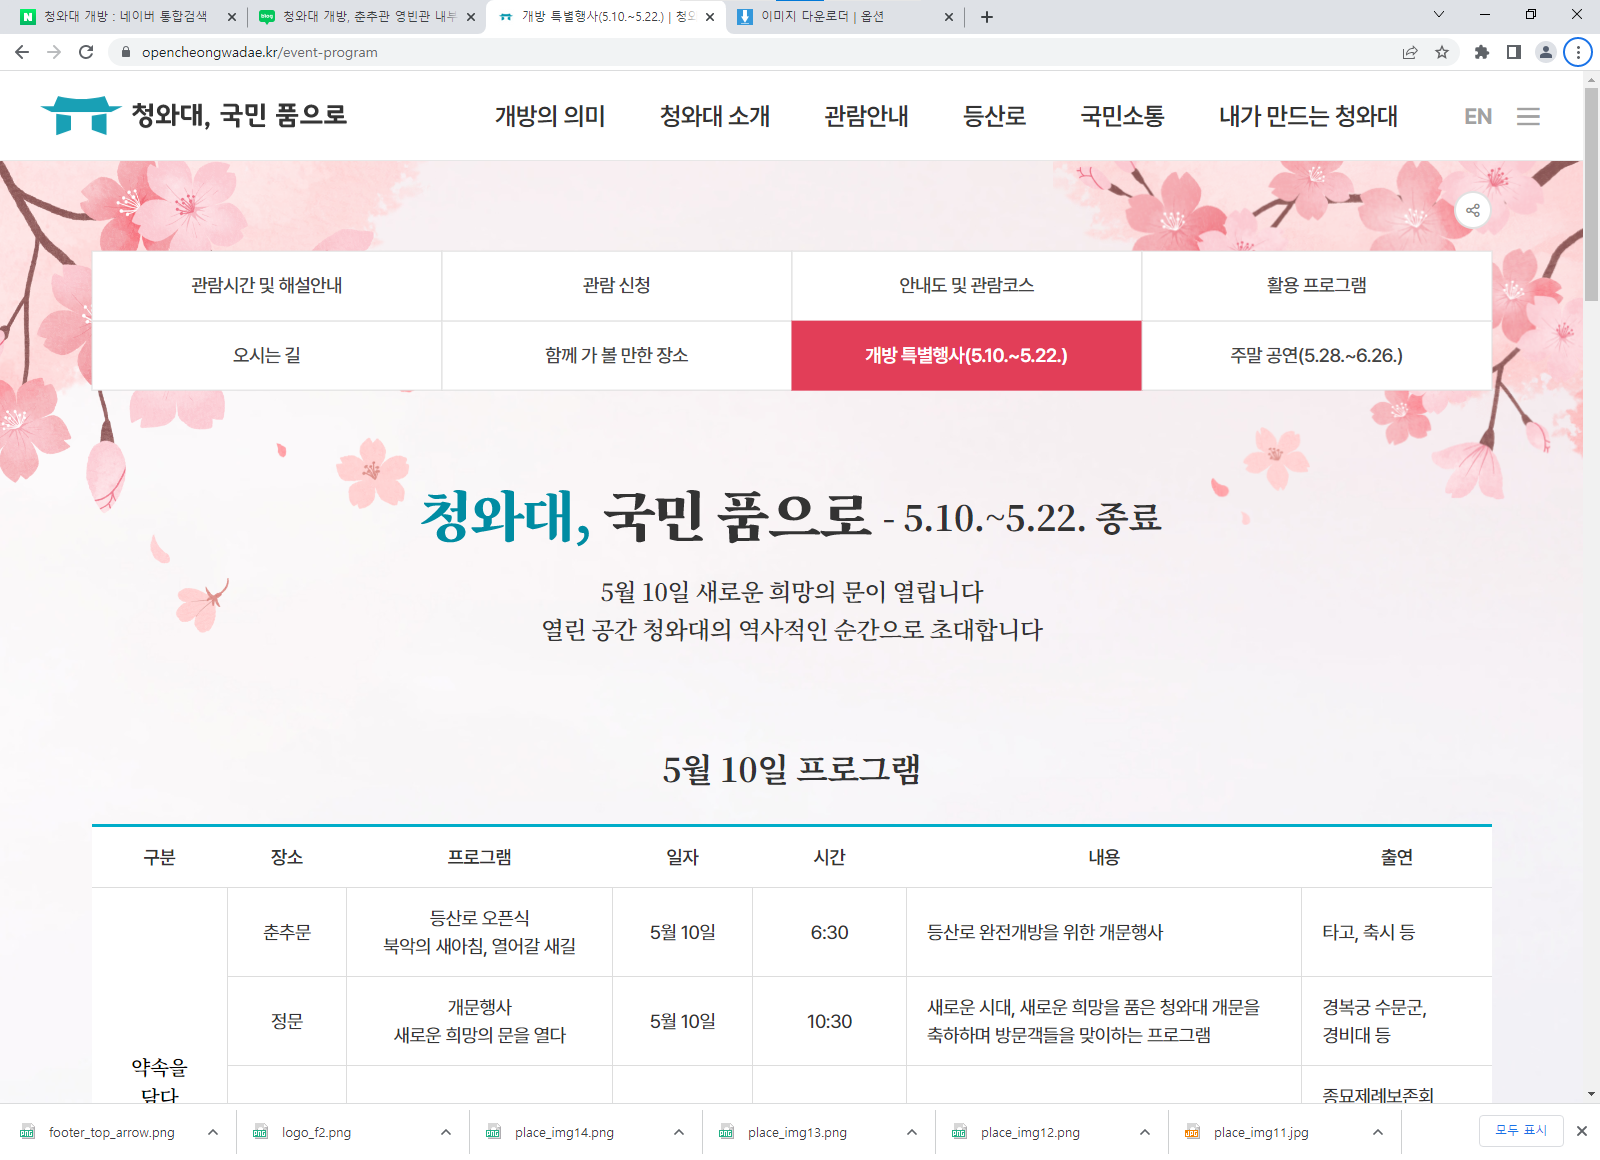 청와대 개방 : 네이버 통합검색
청와대 개방, 춘추관 영빈관 내부
개방 특별행사(5.10.~5.22.) | 청와
이미지 다운로더 | 옵션
opencheongwadae.kr/event-program
청와대, 국민 품으로
개방의 의미
청와대 소개
관람안내
등산로
국민소통
내가 만드는 청와대
EN
관람시간 및 해설안내
관람 신청
안내도 및 관람코스
활용 프로그램
오시는 길
함께 가 볼 만한 장소
개방 특별행사(5.10.~5.22.)
주말 공연(5.28.~6.26.)
청와대, 국민 품으로 - 5.10.~5.22. 종료
5월 10일 새로운 희망의 문이 열립니다
열린 공간 청와대의 역사적인 순간으로 초대합니다
5월 10일 프로그램
구분 장소 프로그램 일자 시간 내용 출연
춘추문
등산로 오픈식
북악의 새아침, 열어갈 새길
5월 10일
6:30
등산로 완전개방을 위한 개문행사
타고, 축시 등
정문
개문행사
새로운 희망의 문을 열다
5월 10일
10:30
새로운 시대, 새로운 희망을 품은 청와대 개문을
축하하며 방문객들을 맞이하는 프로그램
경복궁 수문군,
경비대 등
약속을
담다
종묘제례보존회
footer_top_arrow.png
logo_f2.png
place_img14.png
place_img13.png
place_img12.png
place_img11.jpg
모두 표시